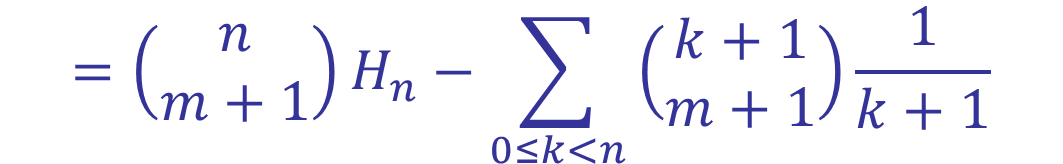 $= \binom{n}{m+1} H_n - \sum_{0 \le k < n} \binom{k+1}{m+1} \frac{1}{k+1}$